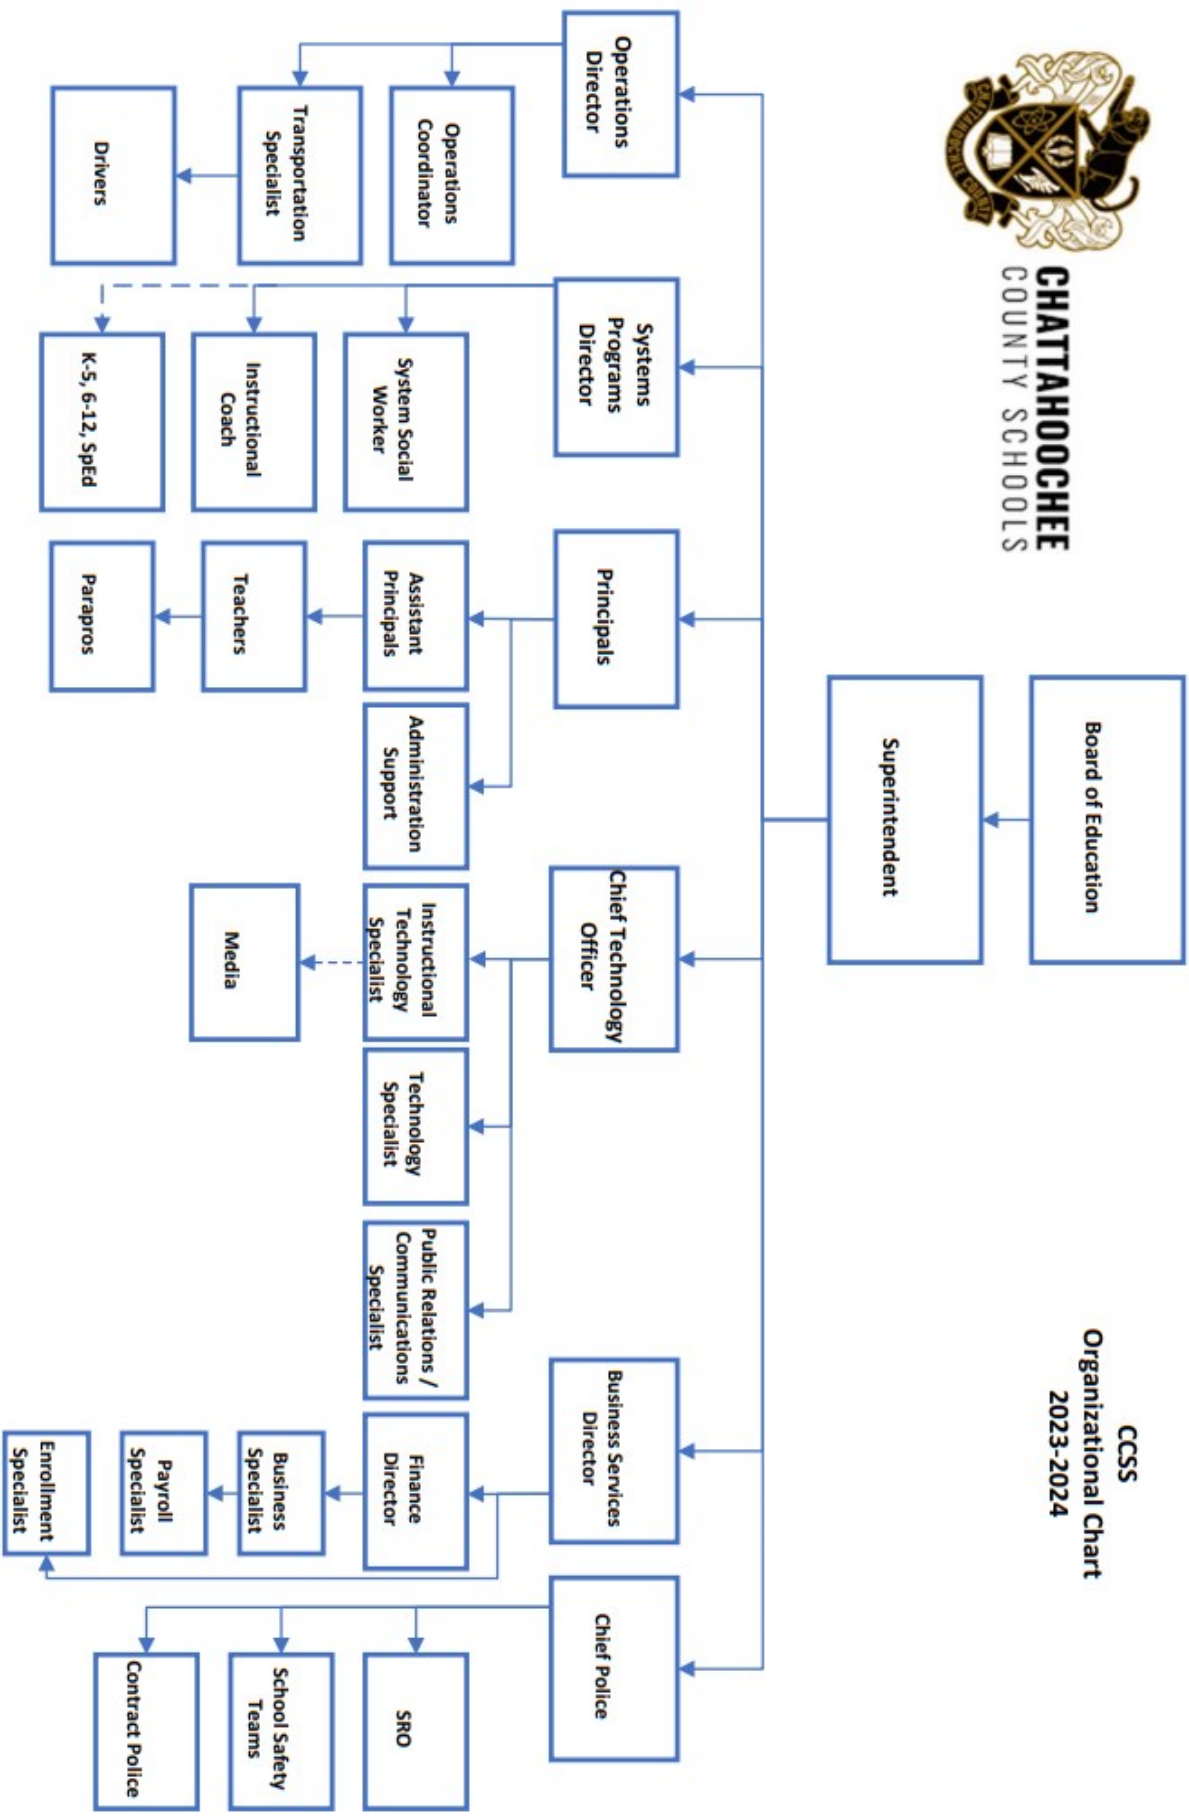 CHATTAHOOCHEE COUNTY
CHATTAHOOCHEE
COUNTY SCHOOLS
CCSS
Organizational Chart
2023-2024
Board of Education
Superintendent
Operations
Director
Systems
Programs
Director
Principals
Chief Technology
Officer
Business Services
Director
Chief Police
Operations
Coordinator
Transportation
Specialist
Drivers
System Social
Worker
Instructional
Coach
K-5, 6-12, SpEd
Assistant
Principals
Administration
Support
Teachers
Parapros
Instructional
Technology
Specialist
Technology
Specialist
Public Relations /
Communications
Specialist
Media
Finance
Director
Business
Specialist
Payroll
Specialist
Enrollment
Specialist
SRO
School Safety
Teams
Contract Police